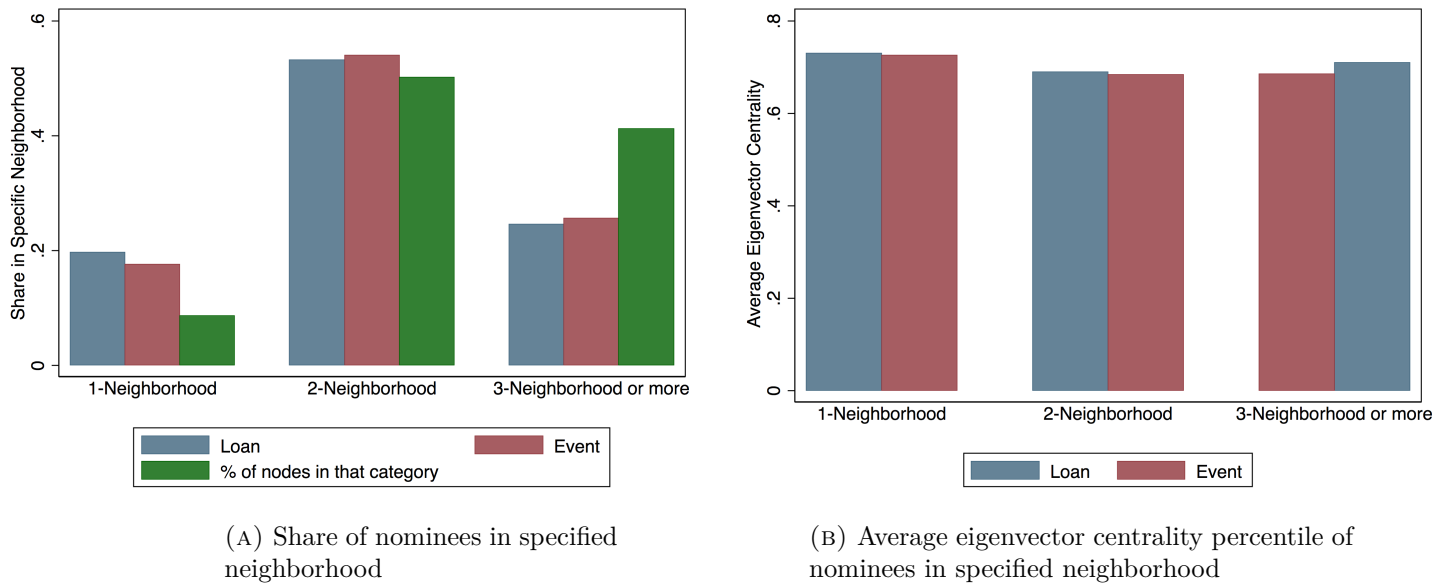 Share in Specific Neighborhood
.6
.4
.2
0
1-Neighborhood
2-Neighborhood
3-Neighborhood or more
Loan
Event
% of nodes in that category
(A) Share of nominees in specified
neighborhood
Average Eigenvector Centrality
.8
.6
.4
.2
0
1-Neighborhood
2-Neighborhood
3-Neighborhood or more
Loan
Event
(B) Average eigenvector centrality percentile of
nominees in specified neighborhood